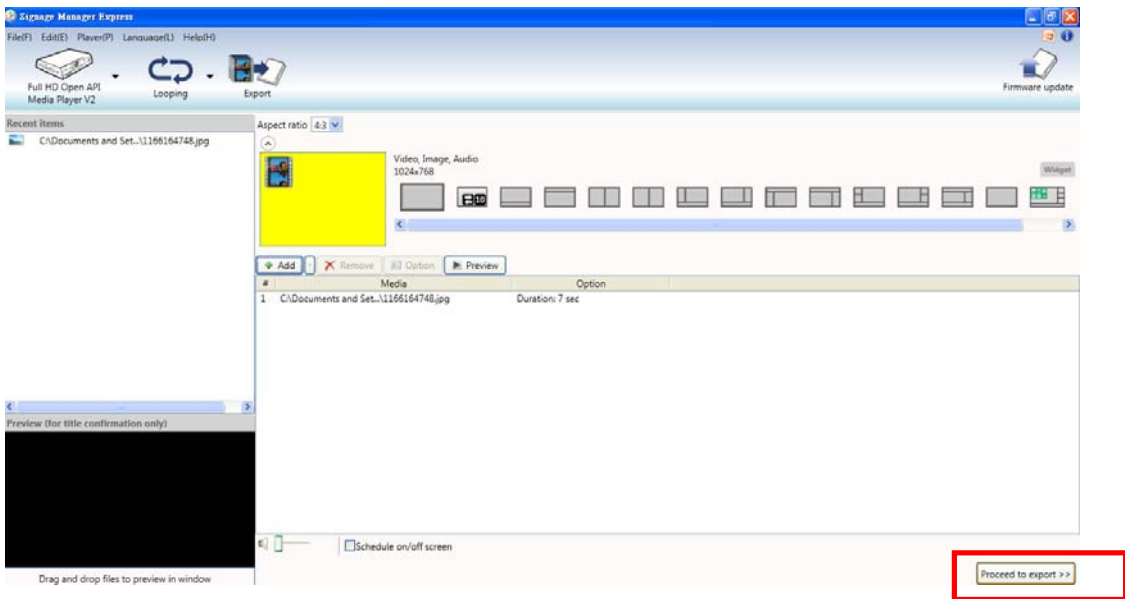 Signage Manager Express
File(F) Edit(E) Player(P) Language(L) Help(H)
Full HD Open API
Media Player V2
Looping
Export
Firmware update
Recent items
C:\Documents and Set...\1166164748.jpg
Aspect ratio 4:3
Video, Image, Audio
1024x768
10
Widget
Add
Remove
Option
Preview
# Media Option
1 C:\Documents and Set...\1166164748.jpg Duration: 7 sec
Preview (for title confirmation only)
Schedule on/off screen
Drag and drop files to preview in window
Proceed to export >>